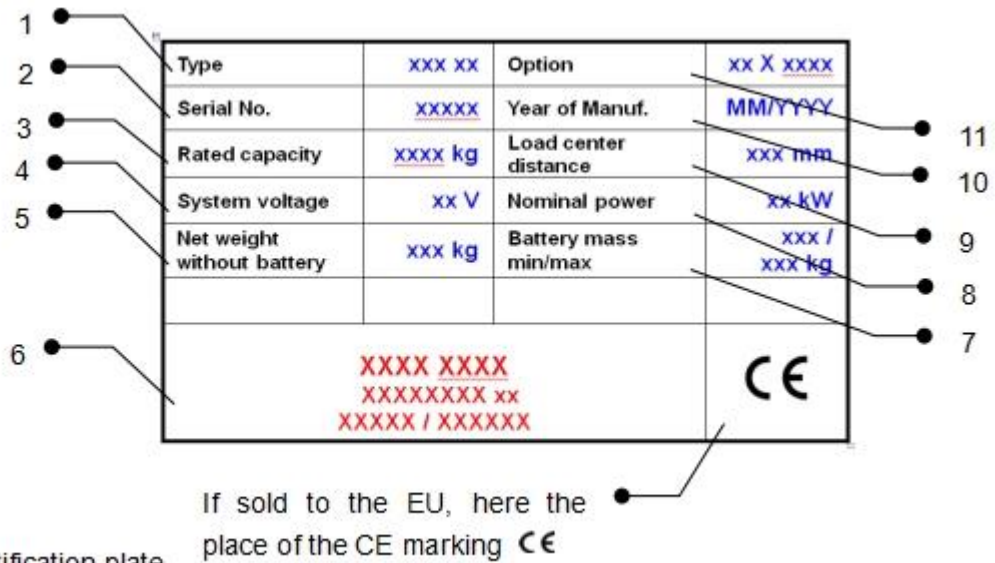 1
2
3
4
5
6
Type xxx xx Option xx X xxxx
Serial No. xxxxx Year of Manuf. MM/YYYY
Rated capacity xxxx kg Load center distance xxx mm
System voltage xx V Nominal power xx kW
Net weight without battery xxx kg Battery mass min/max xxx / xxx kg
XXXX XXXX
XXXXXXXX xx
XXXXX / XXXXXX
CE
11
10
9
8
7
If sold to the EU, here the
place of the CE marking CE
plate